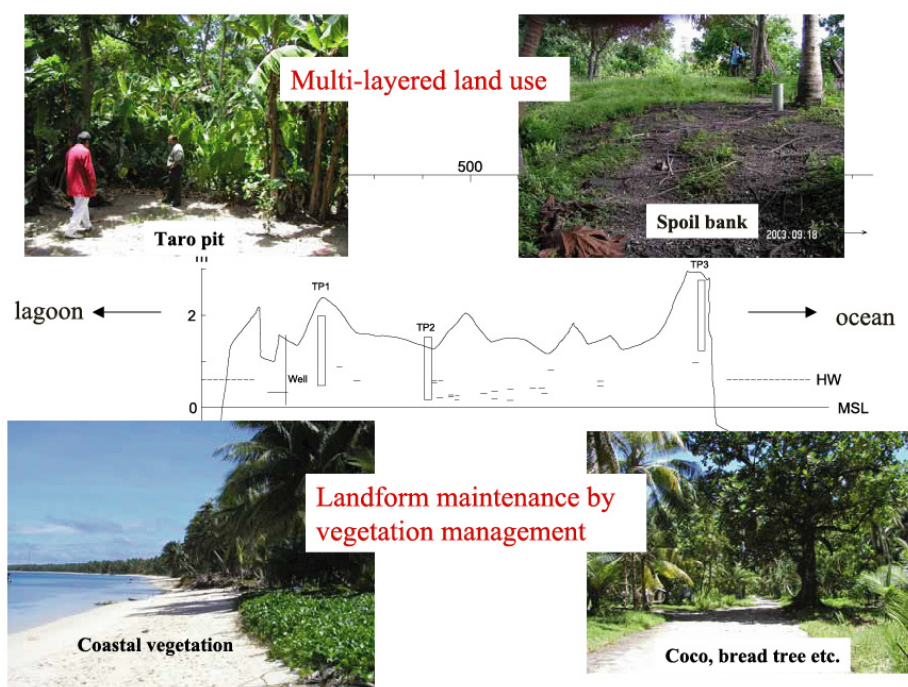 Multi-layered land use
500
Taro pit
Spoil bank
2003.09.18
m
TP3
TP1
lagoon
2
TP2
ocean
Well
HW
0
MSL
Landform maintenance by
vegetation management
Coastal vegetation
Coco, bread tree etc.